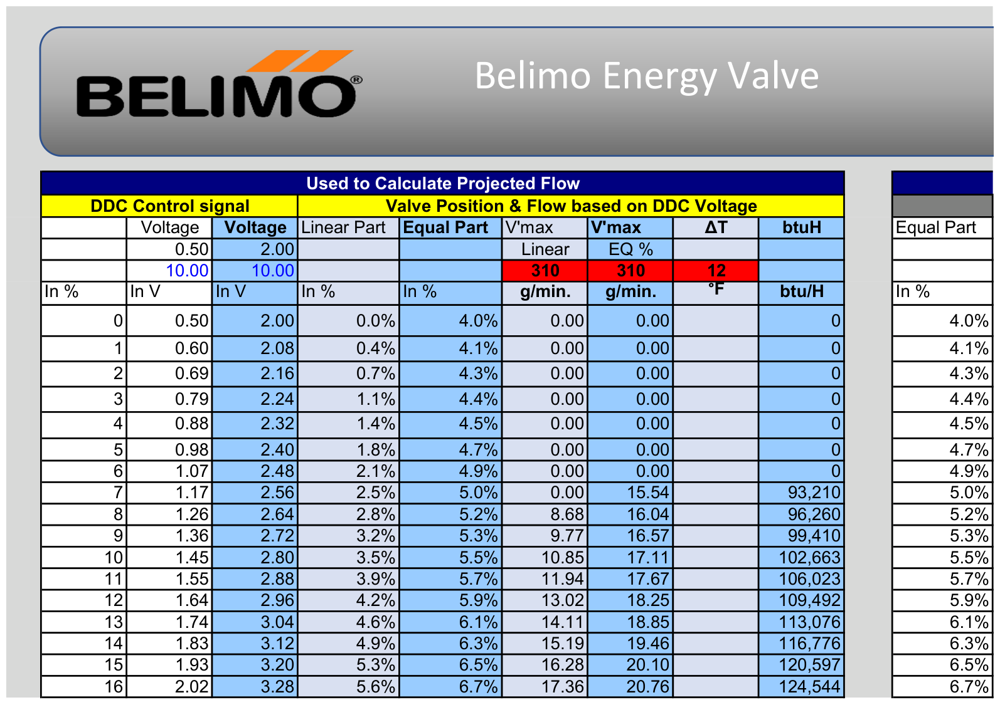 BELIMO®
Belimo Energy Valve
Used to Calculate Projected Flow
DDC Control signal Valve Position & Flow based on DDC Voltage
Voltage Voltage Linear Part Equal Part V'max V'max ΔT btuH Equal Part
0.50 2.00 Linear EQ %
10.00 10.00 310 310 12
In % In V In V In % In % g/min. g/min. °F btu/H In %
0 0.50 2.00 0.0% 4.0% 0.00 0.00 0 4.0%
1 0.60 2.08 0.4% 4.1% 0.00 0.00 0 4.1%
2 0.69 2.16 0.7% 4.3% 0.00 0.00 0 4.3%
3 0.79 2.24 1.1% 4.4% 0.00 0.00 0 4.4%
4 0.88 2.32 1.4% 4.5% 0.00 0.00 0 4.5%
5 0.98 2.40 1.8% 4.7% 0.00 0.00 0 4.7%
6 1.07 2.48 2.1% 4.9% 0.00 0.00 0 4.9%
7 1.17 2.56 2.5% 5.0% 0.00 15.54 93,210 5.0%
8 1.26 2.64 2.8% 5.2% 8.68 16.04 96,260 5.2%
9 1.36 2.72 3.2% 5.3% 9.77 16.57 99,410 5.3%
10 1.45 2.80 3.5% 5.5% 10.85 17.11 102,663 5.5%
11 1.55 2.88 3.9% 5.7% 11.94 17.67 106,023 5.7%
12 1.64 2.96 4.2% 5.9% 13.02 18.25 109,492 5.9%
13 1.74 3.04 4.6% 6.1% 14.11 18.85 113,076 6.1%
14 1.83 3.12 4.9% 6.3% 15.19 19.46 116,776 6.3%
15 1.93 3.20 5.3% 6.5% 16.28 20.10 120,597 6.5%
16 2.02 3.28 5.6% 6.7% 17.36 20.76 124,544 6.7%